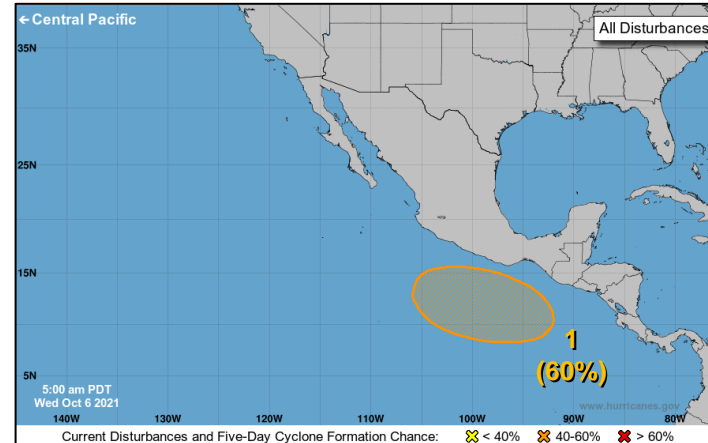 ← Central Pacific
All Disturbances
35N
25N
15N
5N
1
(60%)
5:00 am PDT
Wed Oct 6 2021
www.hurricanes.gov
140W 130W 120W 110W 100W 90W 80W
Current Disturbances and Five-Day Cyclone Formation Chance: < 40% 40-60% > 60%